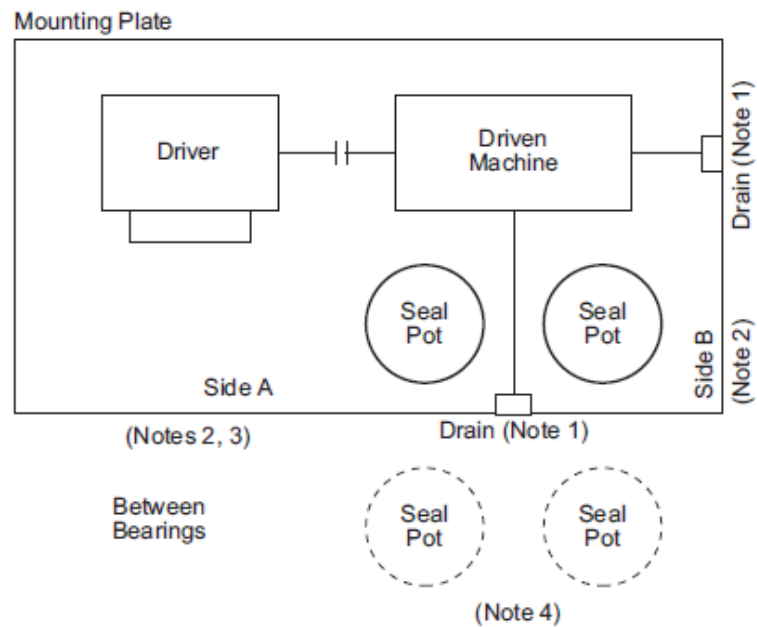 Mounting Plate
Driver
Driven
Machine
Drain (Note 1)
Seal
Pot
Seal
Pot
Side B
(Note 2)
Side A
(Notes 2, 3)
Drain (Note 1)
Between
Bearings
Seal
Pot
Seal
Pot
(Note 4)